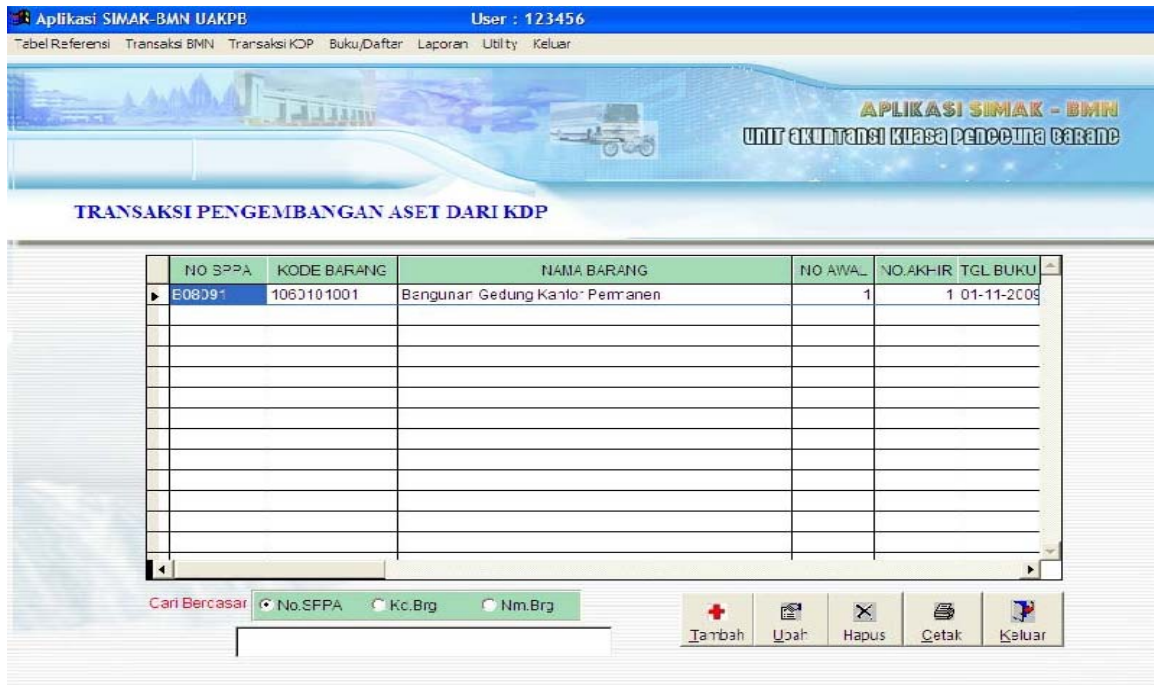 Aplikasi SIMAK-BMN UAKPB User : 123456
Tabel Referensi Transaksi BMN Transaksi KDP Buku/Daftar Laporan Utility Keluar
APLIKASI SIMAK - BMN
UNIT AKUNTANSI KUASA PENGGUNA BARANG
TRANSAKSI PENGEMBANGAN ASET DARI KDP
NO SPPA KODE BARANG NAMA BARANG NO AWAL NO.AKHIR TGL BUKU
B08091 1060101001 Bangunan Gedung Kantor Permanen 1 1 01-11-2009
Cari Bercasar No.SPPA Kd.Brg Nm.Brg
Tambah Ubah Hapus Cetak Keluar